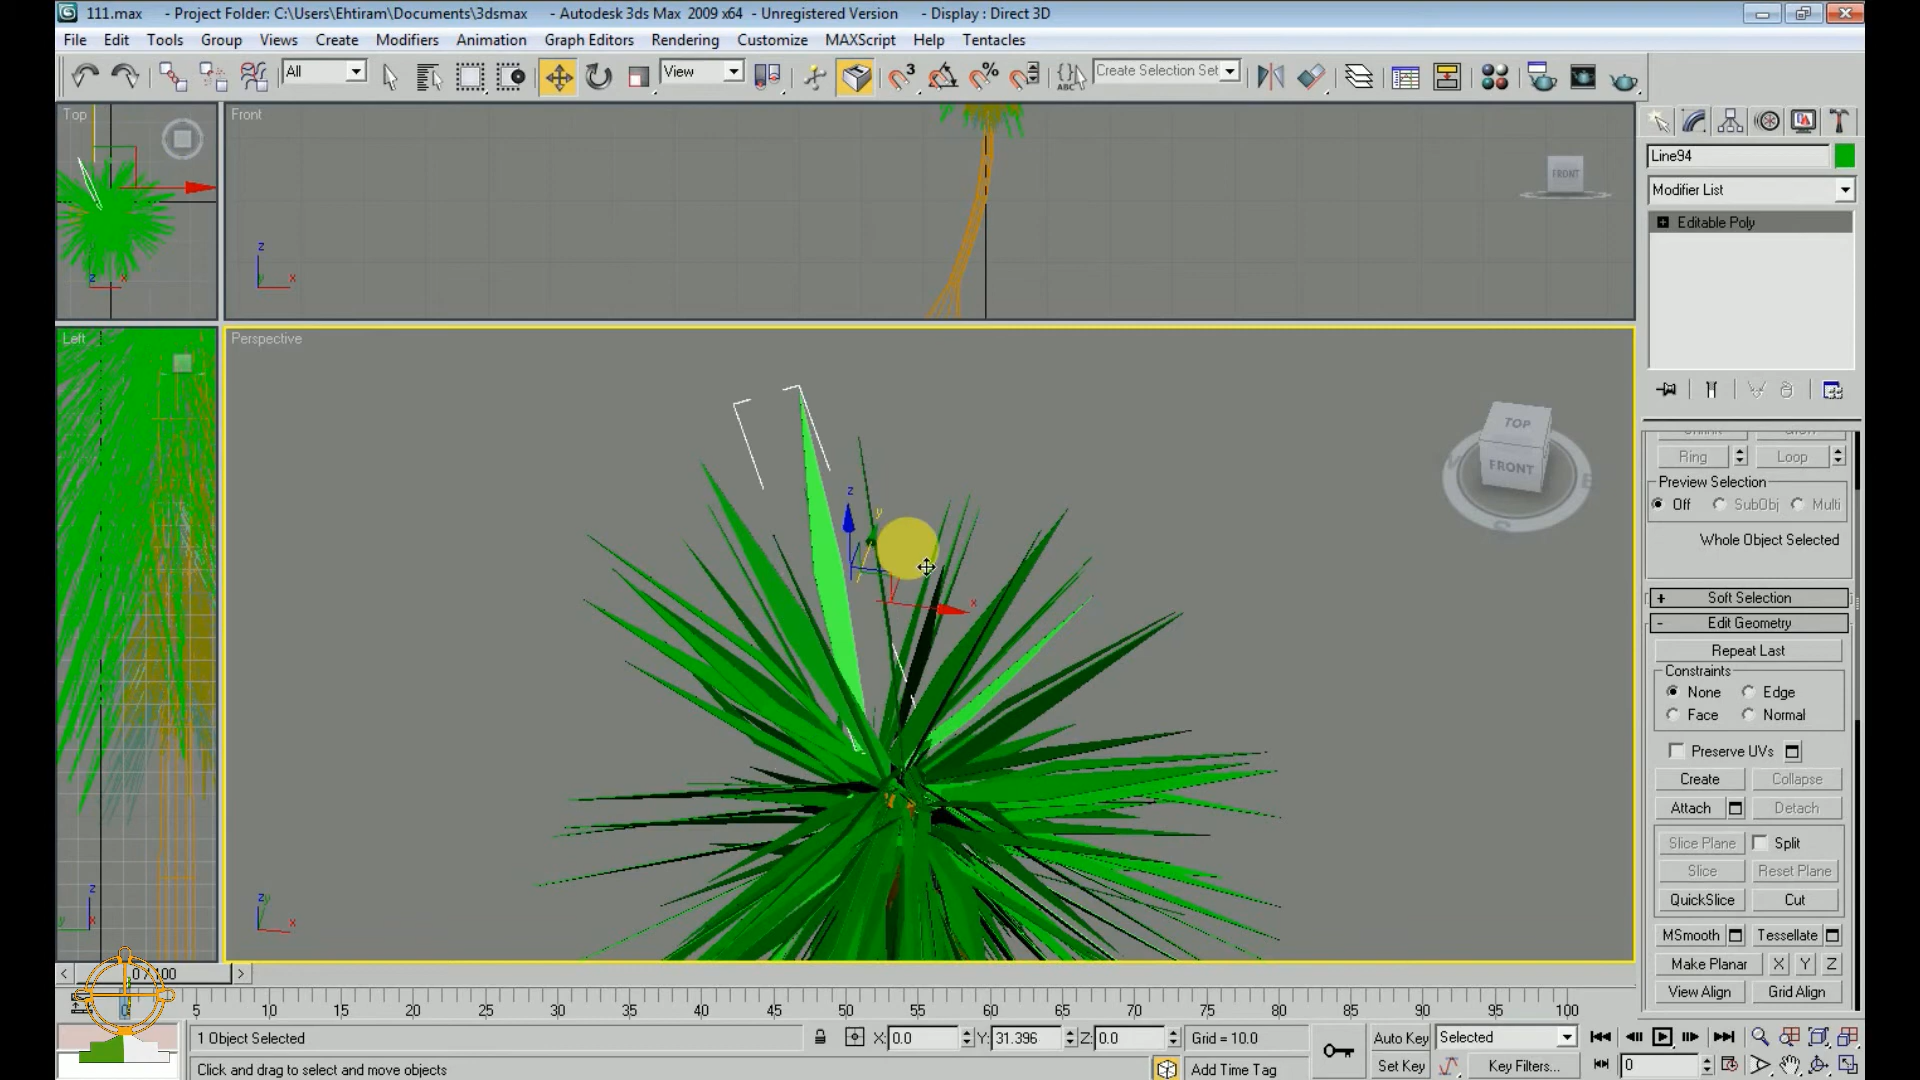 111.max - Project Folder: C:\Users\Ehtiram\Documents\3dsmax - Autodesk 3ds Max 2009 x64 - Unregistered Version - Display : Direct 3D
File Edit Tools Group Views Create Modifiers Animation Graph Editors Rendering Customize MAXScript Help Tentacles
All View 3 % ABC Create Selection Set
Top Front
FRONT
Line94
Modifier List
Editable Poly
z x z x
Left Perspective
TOP
FRONT
S
z y x
Ring Loop
Preview Selection
Off SubObj Multi
Whole Object Selected
+ Soft Selection
- Edit Geometry
Repeat Last
Constraints
None Edge
Face Normal
Preserve UVs
Create Collapse
Attach Detach
Slice Plane Split
Slice Reset Plane
QuickSlice Cut
MSmooth Tessellate
Make Planar X Y Z
View Align Grid Align
z y x z x
< 0 / 100 >
0 5 10 15 20 25 30 35 40 45 50 55 60 65 70 75 80 85 90 95 100
1 Object Selected X: 0.0 Y: 31.396 Z: 0.0 Grid = 10.0 Auto Key Selected
Click and drag to select and move objects Add Time Tag Set Key Key Filters... 0